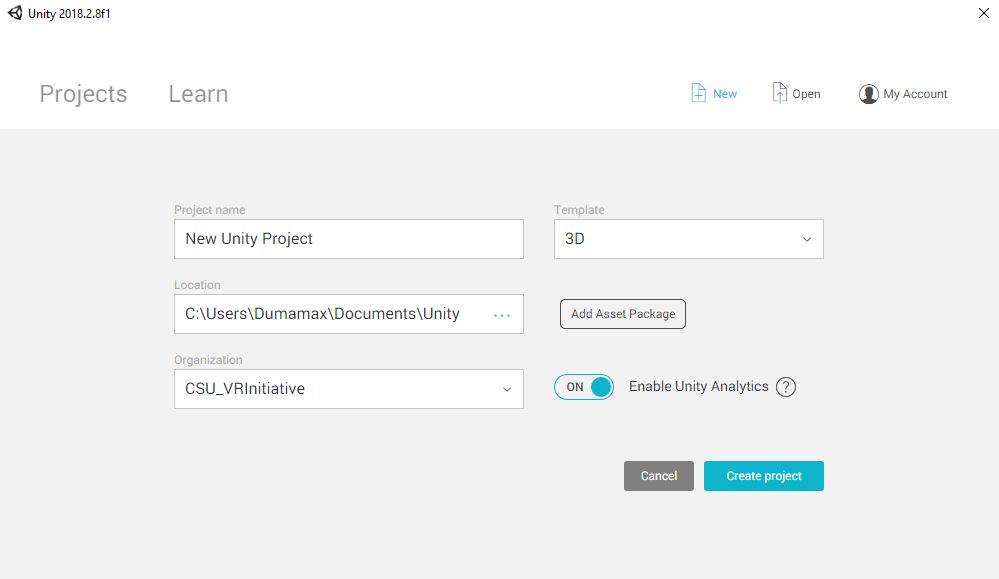 Unity 2018.2.8f1
Projects Learn New Open My Account
Project name Template
New Unity Project 3D
Location
C:\Users\Dumamax\Documents\Unity ... Add Asset Package
Organization
CSU_VRInitiative ON Enable Unity Analytics ?
Cancel Create project